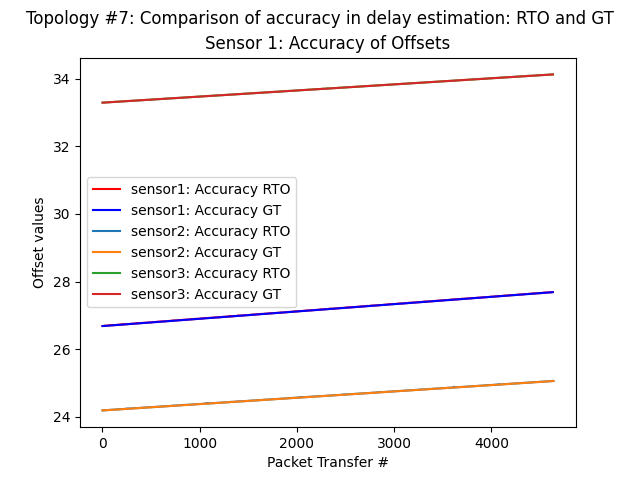 Topology #7: Comparison of accuracy in delay estimation: RTO and GT
Sensor 1: Accuracy of Offsets
34
32
30
28
26
24
Offset values
sensor1: Accuracy RTO
sensor1: Accuracy GT
sensor2: Accuracy RTO
sensor2: Accuracy GT
sensor3: Accuracy RTO
sensor3: Accuracy GT
0 1000 2000 3000 4000
Packet Transfer #